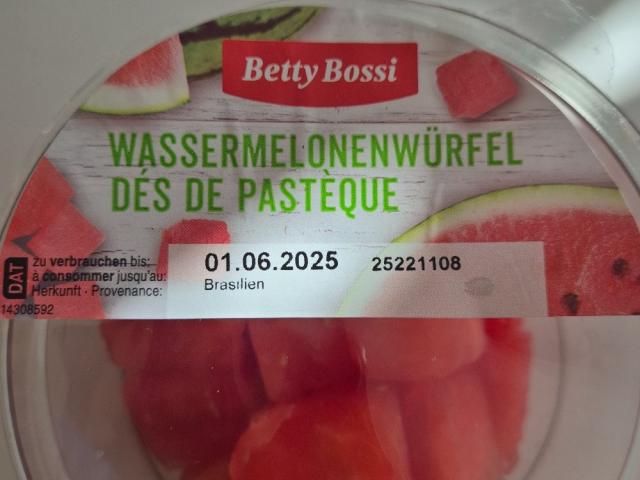 Betty Bossi
WASSERMELONENWÜRFEL
DÉS DE PASTÈQUE
DAT
zu verbrauchen bis:
à consommer jusqu'au:
Herkunft · Provenance:
01.06.2025 25221108
Brasilien
14308592